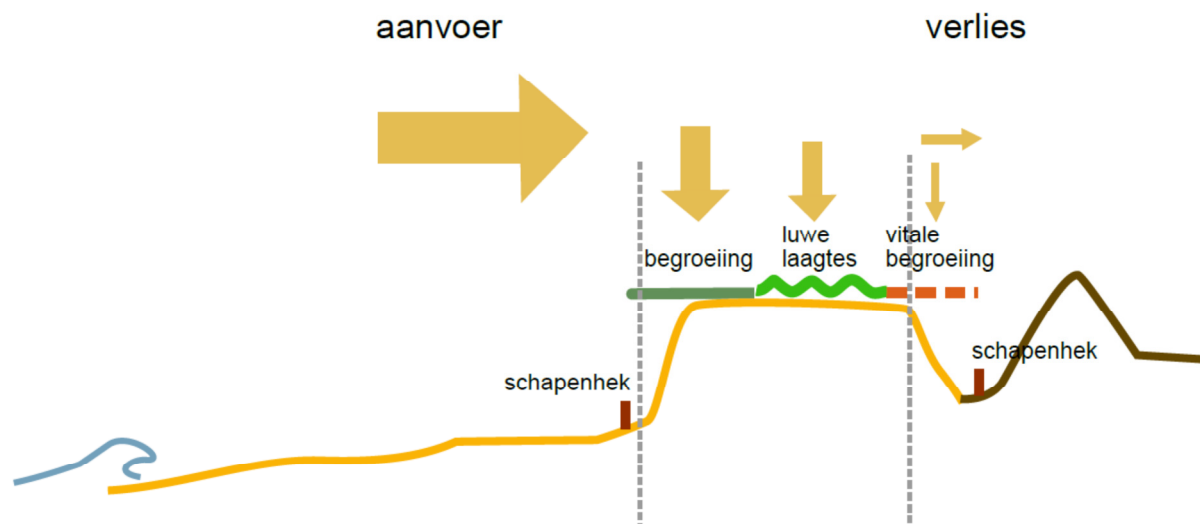 aanvoer
verlies
begroeiing
luwe
laagtes
vitale
begroeiing
schapenhek
schapenhek